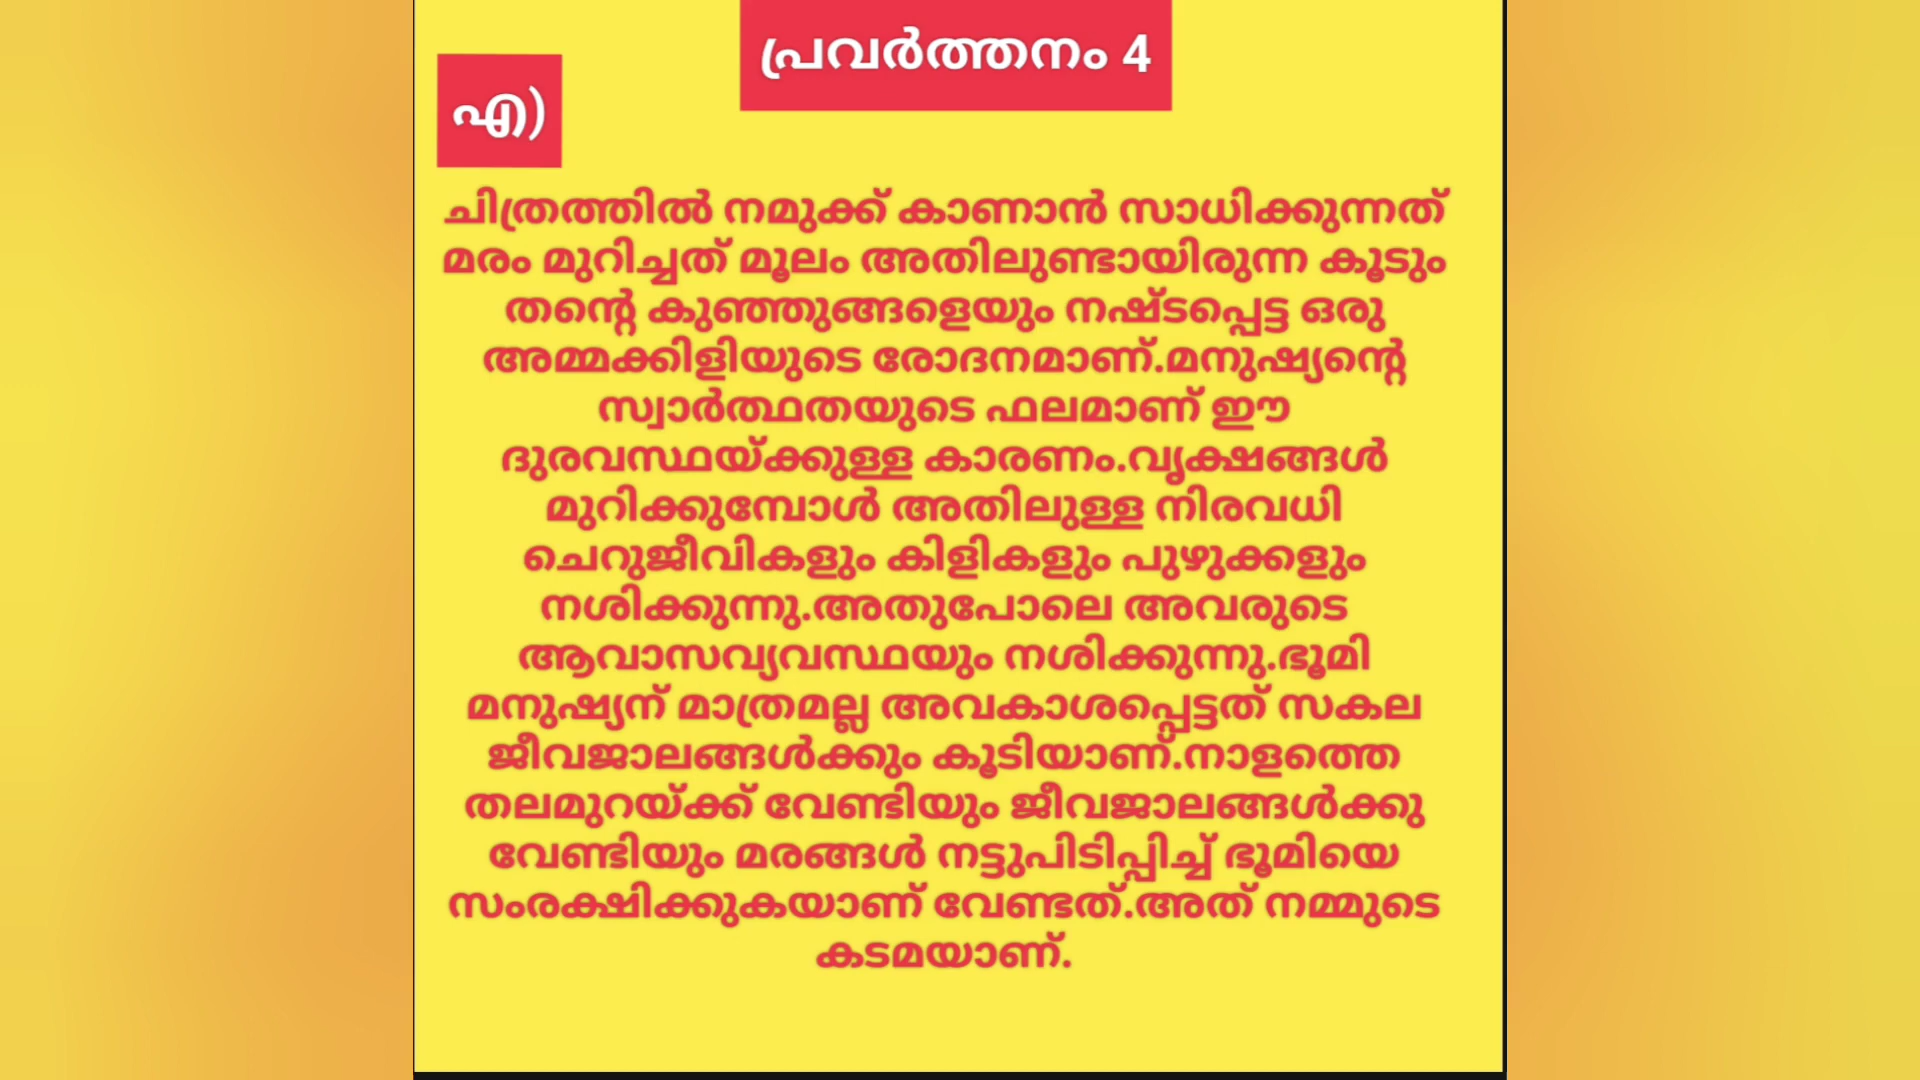 പ്രവർത്തനം 4
എ)
ചിത്രത്തിൽ നമുക്ക് കാണാൻ സാധിക്കുന്നത്
മരം മുറിച്ചത് മൂലം അതിലുണ്ടായിരുന്ന കൂടും
തന്റെ കുഞ്ഞുങ്ങളെയും നഷ്ടപ്പെട്ട ഒരു
അമ്മക്കിളിയുടെ രോദനമാണ്.മനുഷ്യന്റെ
സ്വാർത്ഥതയുടെ ഫലമാണ് ഈ
ദുരവസ്ഥയ്ക്കുള്ള കാരണം.വൃക്ഷങ്ങൾ
മുറിക്കുമ്പോൾ അതിലുള്ള നിരവധി
ചെറുജീവികളും കിളികളും പുഴുക്കളും
നശിക്കുന്നു.അതുപോലെ അവരുടെ
ആവാസവ്യവസ്ഥയും നശിക്കുന്നു.ഭൂമി
മനുഷ്യന് മാത്രമല്ല അവകാശപ്പെട്ടത് സകല
ജീവജാലങ്ങൾക്കും കൂടിയാണ്.നാളത്തെ
തലമുറയ്ക്ക് വേണ്ടിയും ജീവജാലങ്ങൾക്കു
വേണ്ടിയും മരങ്ങൾ നട്ടുപിടിപ്പിച്ച് ഭൂമിയെ
സംരക്ഷിക്കുകയാണ് വേണ്ടത്.അത് നമ്മുടെ
കടമയാണ്.